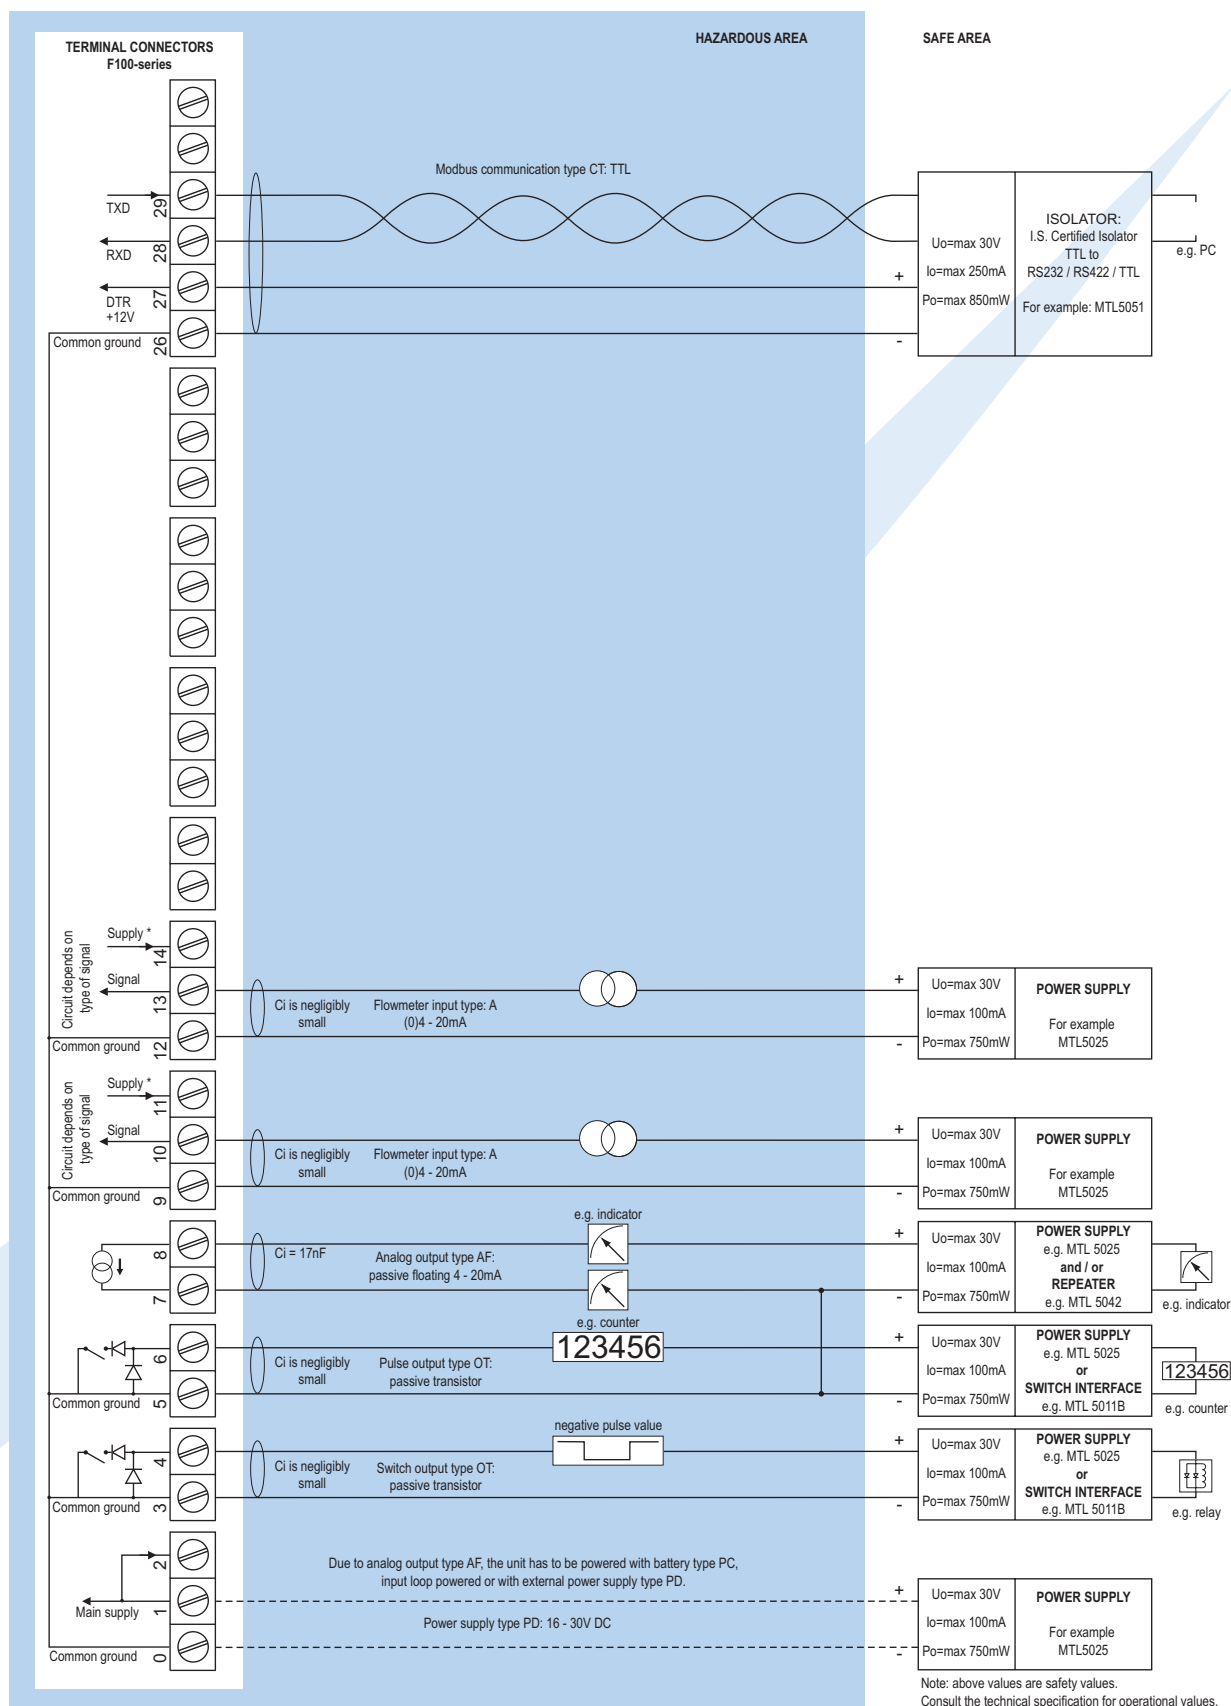 HAZARDOUS AREA
SAFE AREA
TERMINAL CONNECTORS
F100-series
Modbus communication type CT: TTL
TXD
29
RXD
28
DTR
+12V
27
Common ground
26
+
-
Uo=max 30V
Io=max 250mA
Po=max 850mW
ISOLATOR:
I.S. Certified Isolator
TTL to
RS232 / RS422 / TTL
For example: MTL5051
e.g. PC
Circuit depends on
type of signal
Supply *
14
Signal
13
Common ground
12
Ci is negligibly
small
Flowmeter input type: A
(0)4 - 20mA
+
-
Uo=max 30V
Io=max 100mA
Po=max 750mW
POWER SUPPLY
For example
MTL5025
Circuit depends on
type of signal
Supply *
11
Signal
10
Common ground
9
Ci is negligibly
small
Flowmeter input type: A
(0)4 - 20mA
+
-
Uo=max 30V
Io=max 100mA
Po=max 750mW
POWER SUPPLY
For example
MTL5025
8
7
Ci = 17nF
Analog output type AF:
passive floating 4 - 20mA
e.g. indicator
+
-
Uo=max 30V
Io=max 100mA
Po=max 750mW
POWER SUPPLY
e.g. MTL 5025
and / or
REPEATER
e.g. MTL 5042
e.g. indicator
6
Common ground
5
Ci is negligibly
small
Pulse output type OT:
passive transistor
e.g. counter
123456
+
-
Uo=max 30V
Io=max 100mA
Po=max 750mW
POWER SUPPLY
e.g. MTL 5025
or
SWITCH INTERFACE
e.g. MTL 5011B
123456
e.g. counter
4
Common ground
3
Ci is negligibly
small
Switch output type OT:
passive transistor
negative pulse value
+
-
Uo=max 30V
Io=max 100mA
Po=max 750mW
POWER SUPPLY
e.g. MTL 5025
or
SWITCH INTERFACE
e.g. MTL 5011B
e.g. relay
2
Main supply
1
Common ground
0
Due to analog output type AF, the unit has to be powered with battery type PC,
input loop powered or with external power supply type PD.
Power supply type PD: 16 - 30V DC
+
-
Uo=max 30V
Io=max 100mA
Po=max 750mW
POWER SUPPLY
For example
MTL5025
Note: above values are safety values.
Consult the technical specification for operational values.